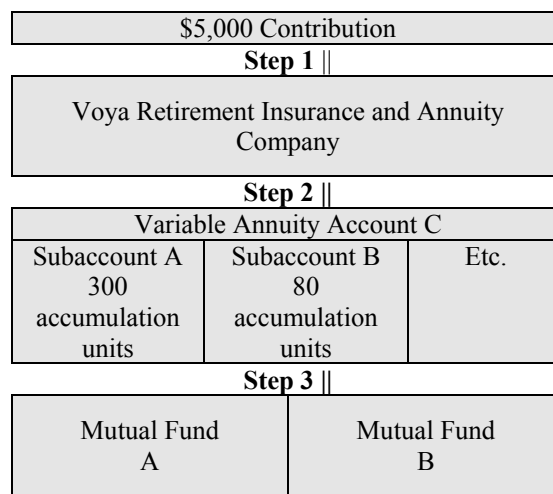 $5,000 Contribution
Step 1 ||
Voya Retirement Insurance and Annuity
Company
Step 2 ||
Variable Annuity Account C
Subaccount A
300
accumulation
units
Subaccount B
80
accumulation
units
Etc.
Step 3 ||
Mutual Fund
A
Mutual Fund
B